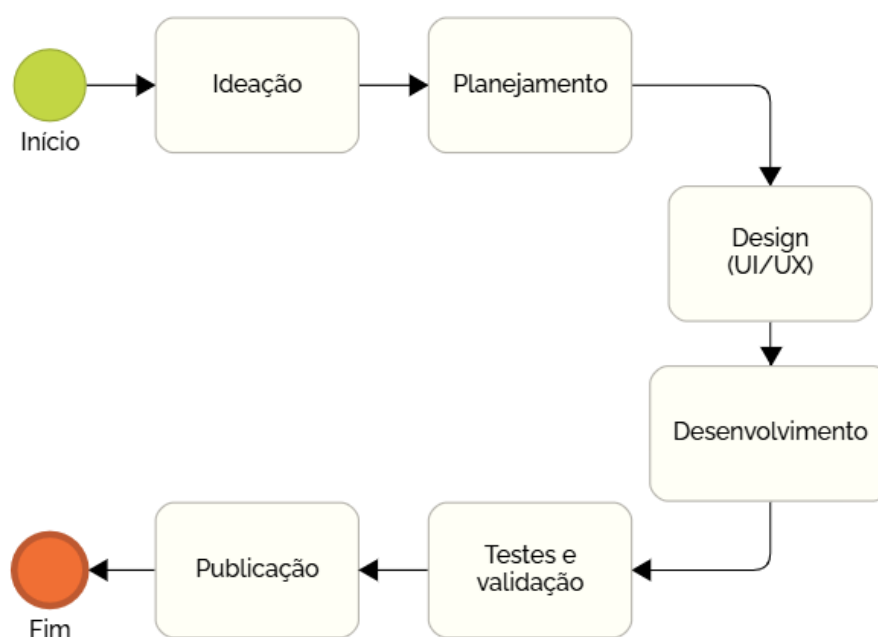 Início
Ideação
Planejamento
Design
(UI/UX)
Desenvolvimento
Testes e
validação
Publicação
Fim